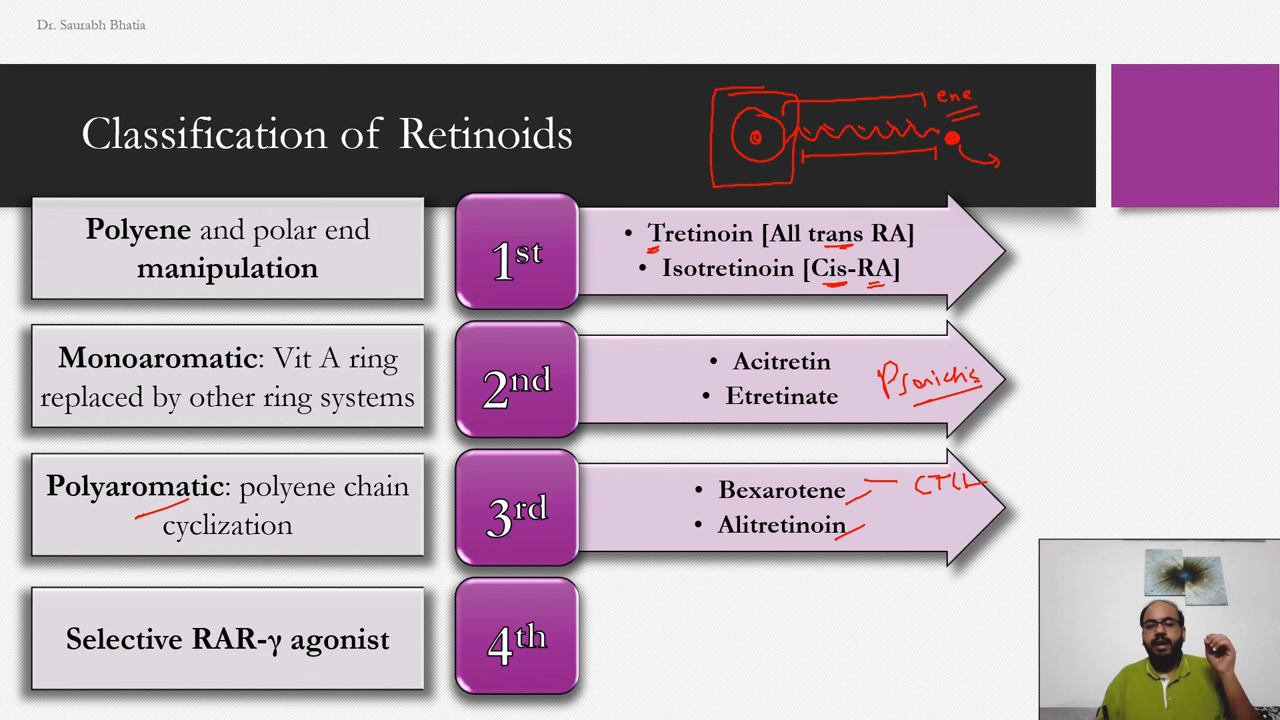 Dr. Saurabh Bhatia
ene
Classification of Retinoids
Polyene and polar end
manipulation
1st
• Tretinoin [All trans RA]
• Isotretinoin [Cis-RA]
Monoaromatic: Vit A ring
replaced by other ring systems
2nd
• Acitretin
• Etretinate
Polyaromatic: polyene chain
cyclization
3rd
• Bexarotene
• Alitretinoin
Selective RAR-γ agonist
4th